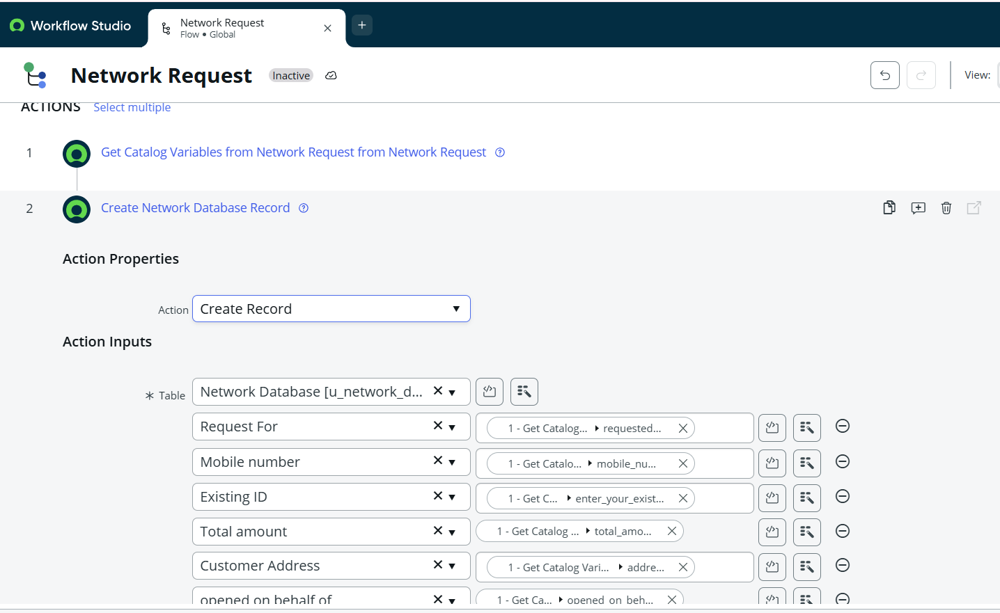 Workflow Studio
Network Request
Flow • Global
Network Request
Inactive
View:
ACTIONS Select multiple
1 Get Catalog Variables from Network Request from Network Request
2 Create Network Database Record
Action Properties
Action Create Record
Action Inputs
* Table Network Database [u_network_d...
Request For 1 - Get Catalog... requested...
Mobile number 1 - Get Catalo... mobile_nu...
Existing ID 1 - Get C... enter_your_exist...
Total amount 1 - Get Catalog ... total_amo...
Customer Address 1 - Get Catalog Vari... addre...
opened on behalf of 1 - Get Ca... opened_on_beh...